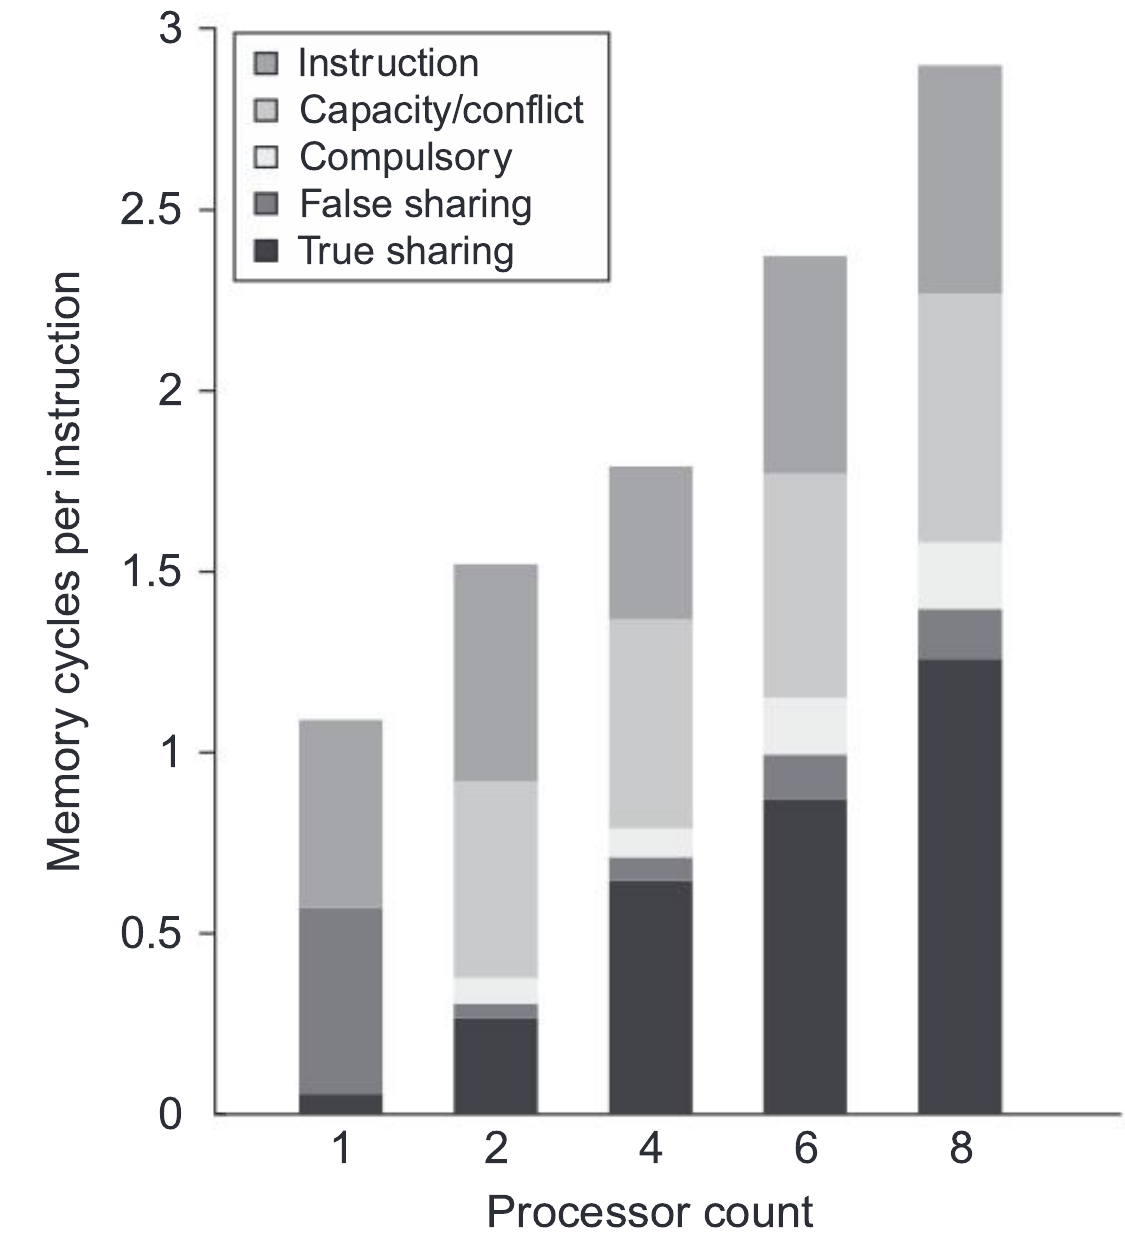 3
2.5
2
1.5
1
0.5
0
Memory cycles per instruction
Instruction
Capacity/conflict
Compulsory
False sharing
True sharing
1 2 4 6 8
Processor count